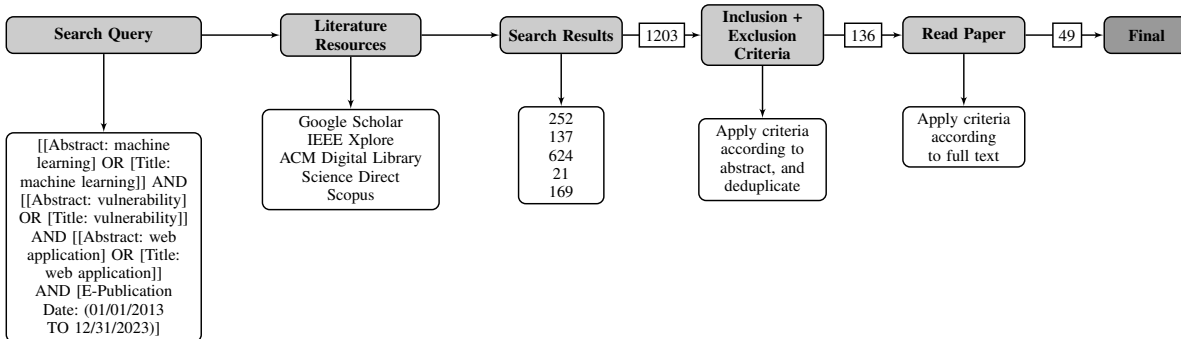 Search Query
Literature
Resources
Search Results
1203
Inclusion +
Exclusion
Criteria
136
Read Paper
49
Final
[[Abstract: machine
learning] OR [Title:
machine learning]] AND
[[Abstract: vulnerability]
OR [Title: vulnerability]]
AND [[Abstract: web
application] OR [Title:
web application]]
AND [E-Publication
Date: (01/01/2013
TO 12/31/2023)]
Google Scholar
IEEE Xplore
ACM Digital Library
Science Direct
Scopus
252
137
624
21
169
Apply criteria
according to
abstract, and
deduplicate
Apply criteria
according
to full text